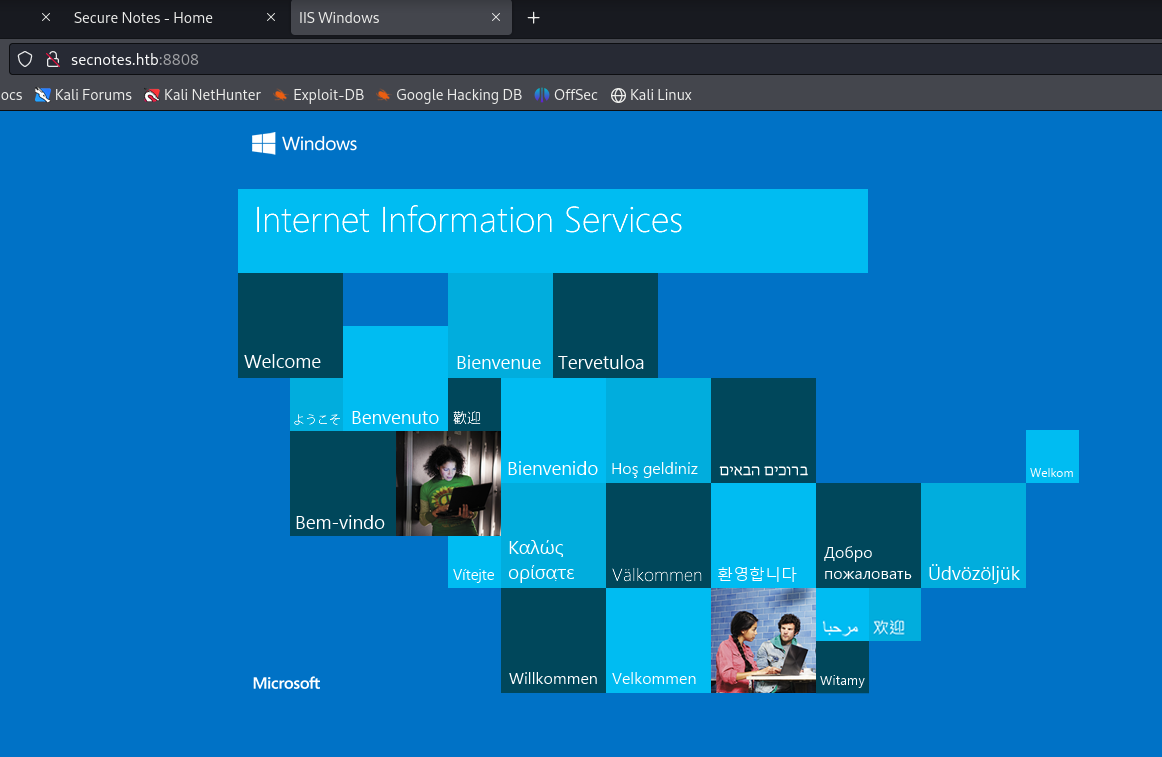 Secure Notes - Home
IIS Windows
secnotes.htb:8808
ocs Kali Forums Kali NetHunter Exploit-DB Google Hacking DB OffSec Kali Linux
Windows
Internet Information Services
Welcome
Bienvenue
Tervetuloa
ようこそ
Benvenuto
歡迎
Bienvenido
Hoş geldiniz
ברוכים הבאים
Welkom
Bem-vindo
Vítejte
Καλώς
ορίσατε
Välkommen
환영합니다
Добро
пожаловать
Üdvözöljük
Willkommen
Velkommen
مرحبا
欢迎
Witamy
Microsoft